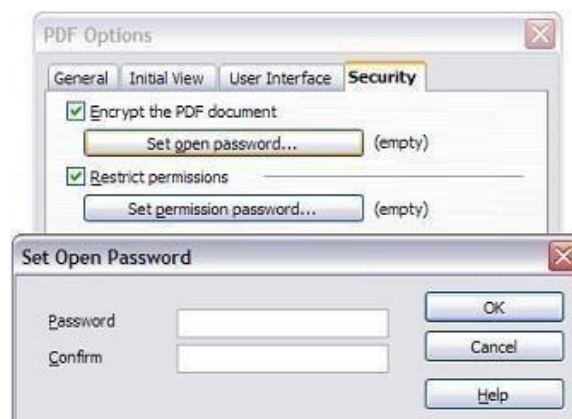 PDF Options
General Initial View User Interface Security
Encrypt the PDF document
Set open password... (empty)
Restrict permissions
Set permission password... (empty)
Set Open Password
Password
OK
Confirm
Cancel
Help